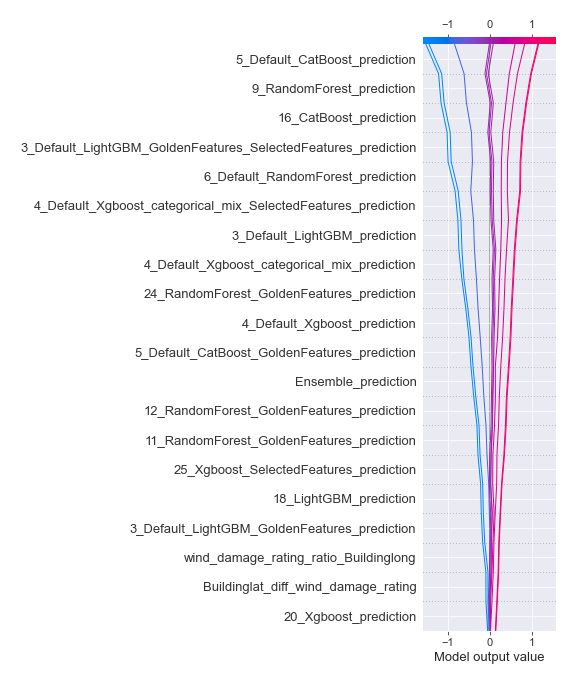 −1 0 1
5_Default_CatBoost_prediction
9_RandomForest_prediction
16_CatBoost_prediction
3_Default_LightGBM_GoldenFeatures_SelectedFeatures_prediction
6_Default_RandomForest_prediction
4_Default_Xgboost_categorical_mix_SelectedFeatures_prediction
3_Default_LightGBM_prediction
4_Default_Xgboost_categorical_mix_prediction
24_RandomForest_GoldenFeatures_prediction
4_Default_Xgboost_prediction
5_Default_CatBoost_GoldenFeatures_prediction
Ensemble_prediction
12_RandomForest_GoldenFeatures_prediction
11_RandomForest_GoldenFeatures_prediction
25_Xgboost_SelectedFeatures_prediction
18_LightGBM_prediction
3_Default_LightGBM_GoldenFeatures_prediction
wind_damage_rating_ratio_Buildinglong
Buildinglat_diff_wind_damage_rating
20_Xgboost_prediction
−1 0 1
Model output value